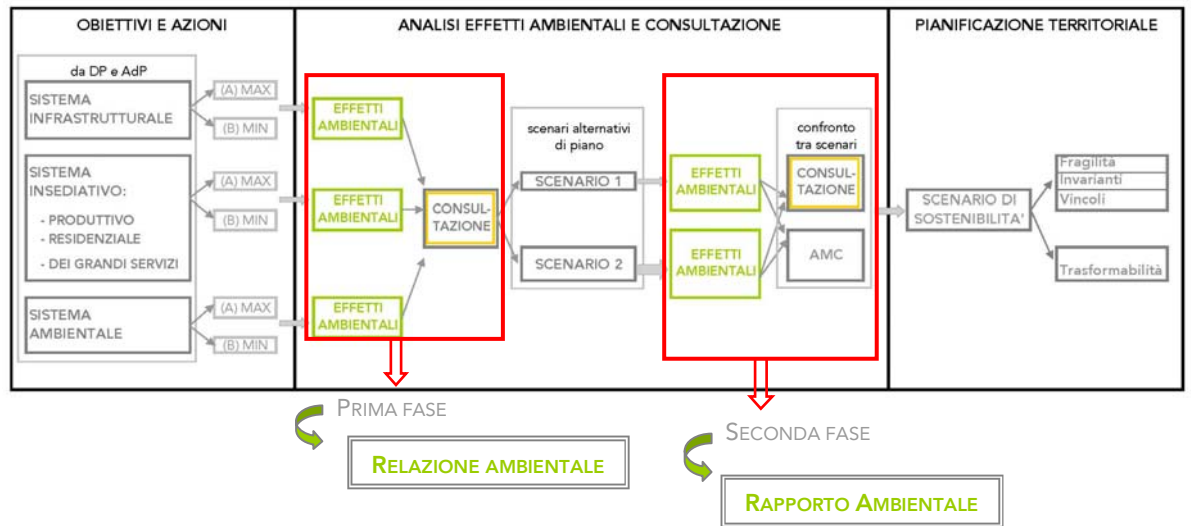 OBIETTIVI E AZIONI
da DP e AdP
SISTEMA
INFRASTRUTTURALE
(A) MAX
(B) MIN
SISTEMA
INSEDIATIVO:
- PRODUTTIVO
- RESIDENZIALE
- DEI GRANDI SERVIZI
(A) MAX
(B) MIN
SISTEMA
AMBIENTALE
(A) MAX
(B) MIN
ANALISI EFFETTI AMBIENTALI E CONSULTAZIONE
EFFETTI
AMBIENTALI
EFFETTI
AMBIENTALI
EFFETTI
AMBIENTALI
CONSUL-
TAZIONE
scenari alternativi
di piano
SCENARIO 1
SCENARIO 2
EFFETTI
AMBIENTALI
EFFETTI
AMBIENTALI
confronto
tra scenari
CONSUL-
TAZIONE
AMC
PIANIFICAZIONE TERRITORIALE
SCENARIO DI
SOSTENIBILITA'
Fragilità
Invarianti
Vincoli
Trasformabilità
PRIMA FASE
RELAZIONE AMBIENTALE
SECONDA FASE
RAPPORTO AMBIENTALE